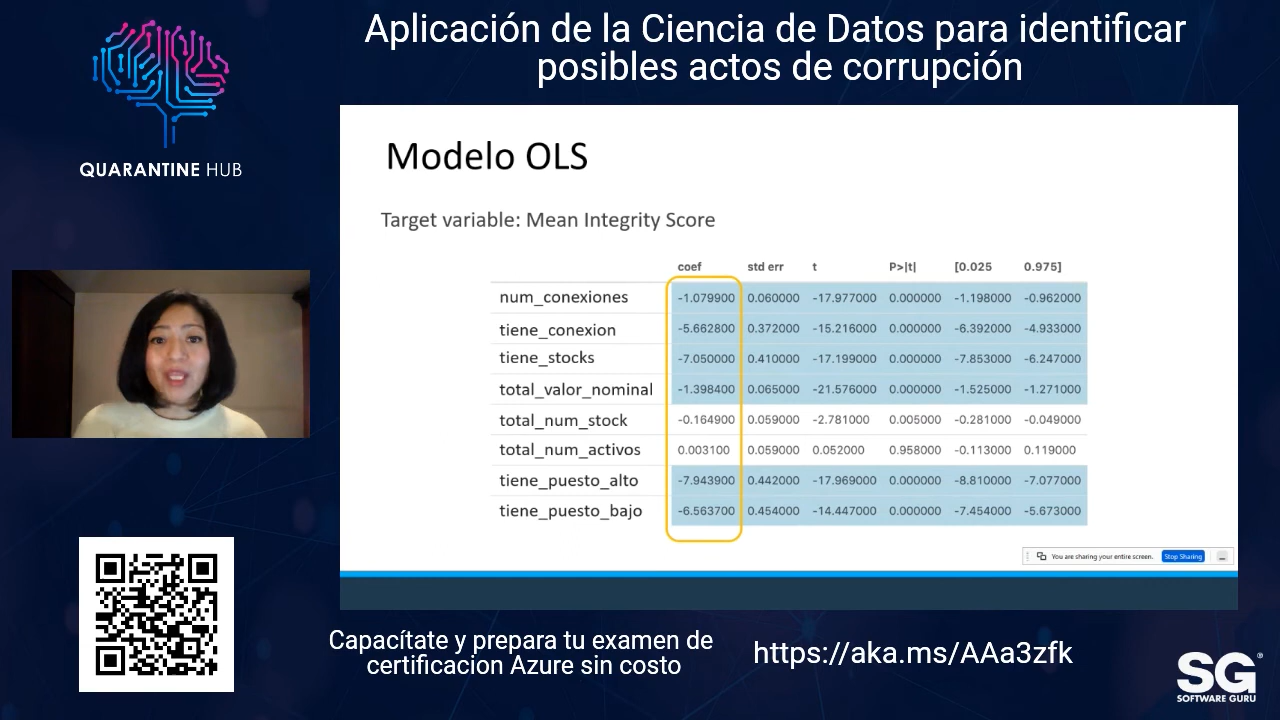 Aplicación de la Ciencia de Datos para identificar
posibles actos de corrupción
QUARANTINE HUB
Modelo OLS
Target variable: Mean Integrity Score
coef std err t P>|t| [0.025 0.975]
num_conexiones -1.079900 0.060000 -17.977000 0.000000 -1.198000 -0.962000
tiene_conexion -5.662800 0.372000 -15.216000 0.000000 -6.392000 -4.933000
tiene_stocks -7.050000 0.410000 -17.199000 0.000000 -7.853000 -6.247000
total_valor_nominal -1.398400 0.065000 -21.576000 0.000000 -1.525000 -1.271000
total_num_stock -0.164900 0.059000 -2.781000 0.005000 -0.281000 -0.049000
total_num_activos 0.003100 0.059000 0.052000 0.958000 -0.113000 0.119000
tiene_puesto_alto -7.943900 0.442000 -17.969000 0.000000 -8.810000 -7.077000
tiene_puesto_bajo -6.563700 0.454000 -14.447000 0.000000 -7.454000 -5.673000
You are sharing your entire screen. Stop Sharing
Capacítate y prepara tu examen de
certificacion Azure sin costo
https://aka.ms/AAa3zfk
SG®
SOFTWARE GURU